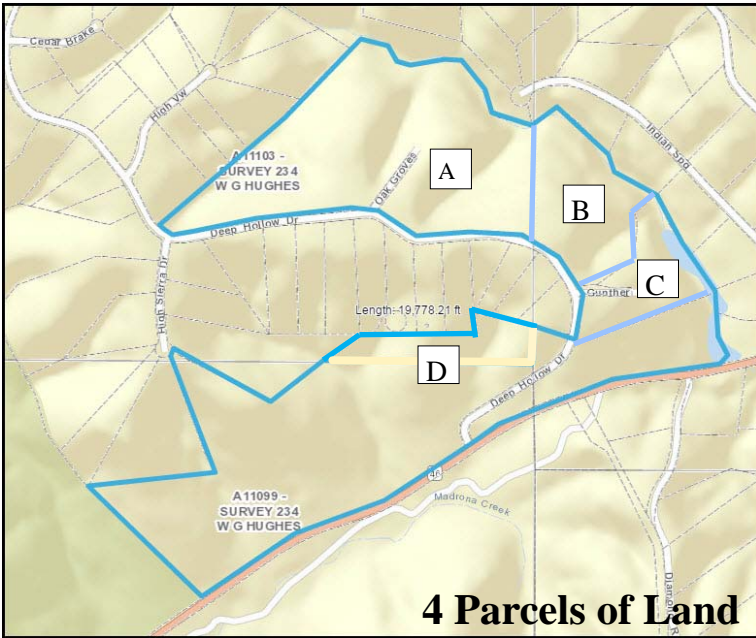 Cedar Brake
High Vw
Indian Spg
A11103 -
SURVEY 234
W G HUGHES
A
Oak Groves
B
Deep Hollow Dr
C
Gunther
High Sierra Dr
Length: 19,778.21 ft
D
Deep Hollow Dr
46
A11099 -
SURVEY 234
W G HUGHES
Madrona Creek
4 Parcels of Land